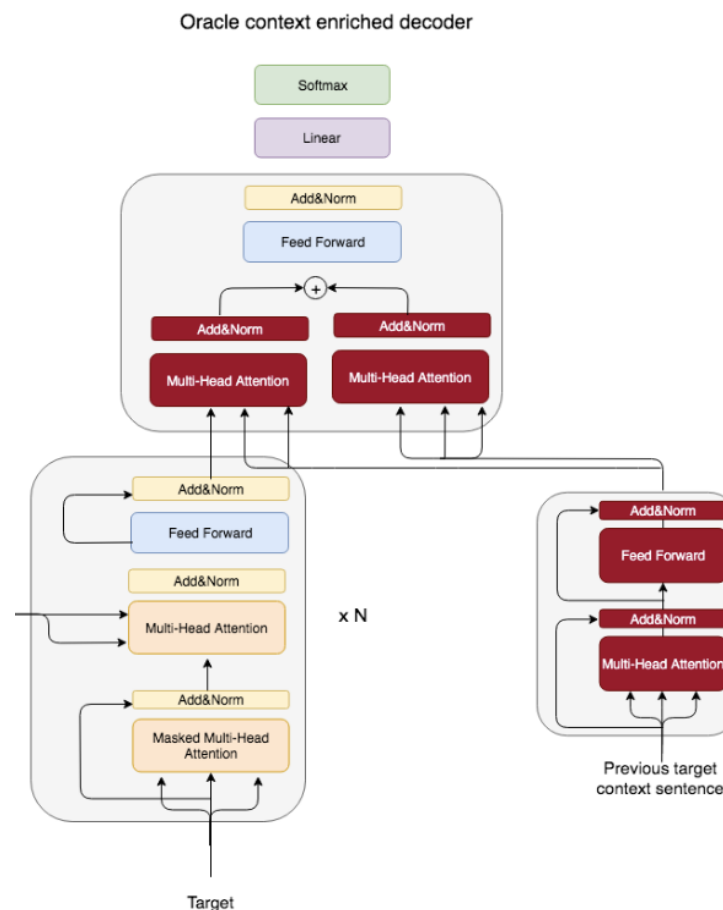 Oracle context enriched decoder
Softmax
Linear
Add&Norm
Feed Forward
+
Add&Norm
Add&Norm
Multi-Head Attention
Multi-Head Attention
Add&Norm
Feed Forward
Add&Norm
Multi-Head Attention
Add&Norm
Masked Multi-Head
Attention
Target
x N
Add&Norm
Feed Forward
Add&Norm
Multi-Head Attention
Previous target
context sentence